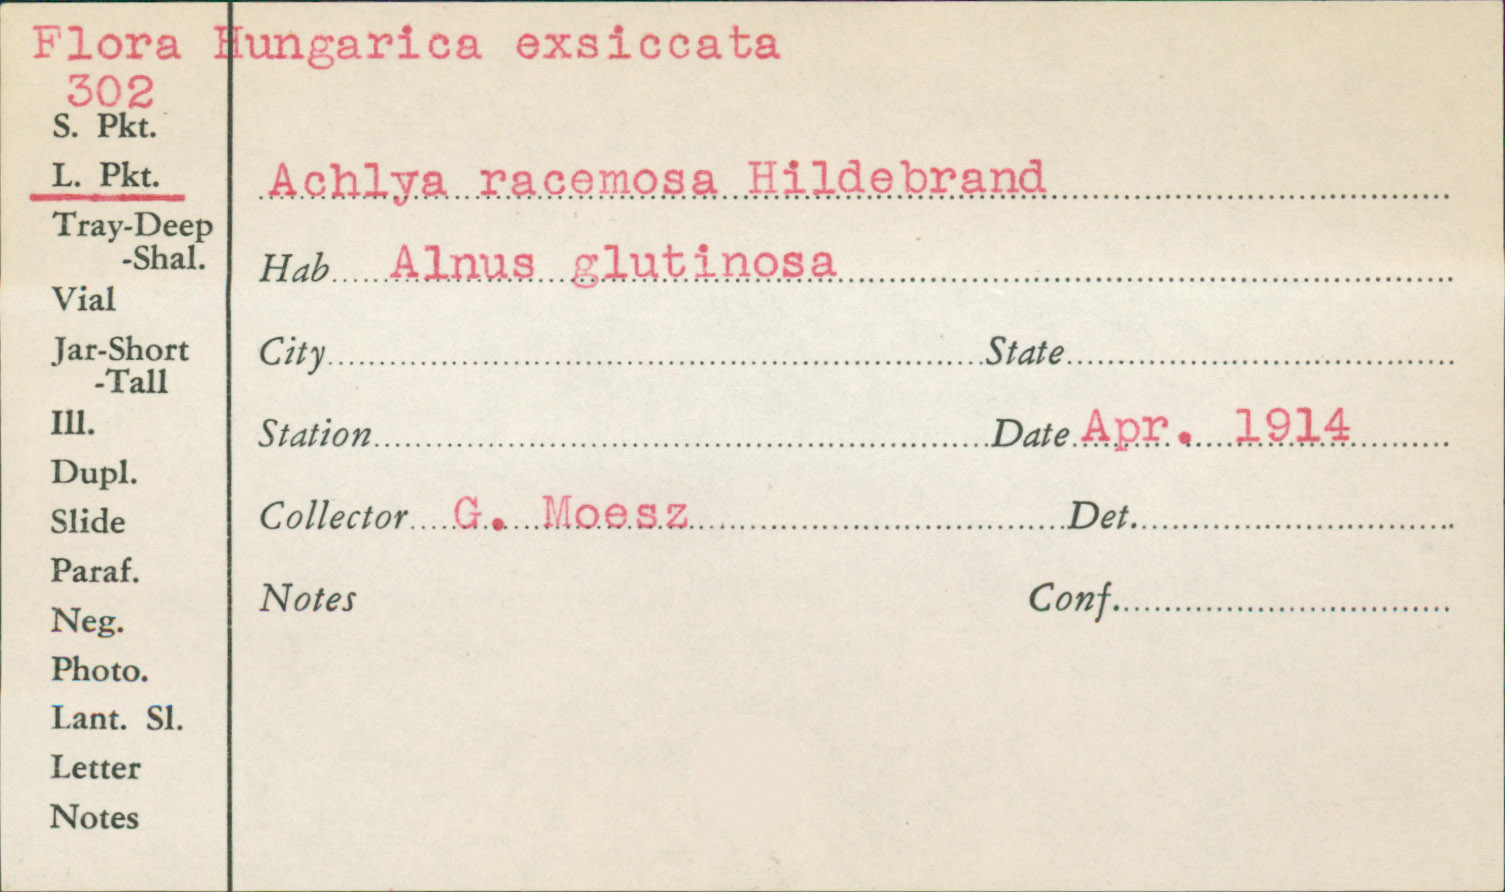 Flora Hungarica exsiccata
302
S. Pkt.
L. Pkt.
Tray-Deep
-Shal.
Vial
Jar-Short
-Tall
Ill.
Dupl.
Slide
Paraf.
Neg.
Photo.
Lant. Sl.
Letter
Notes
Achlya racemosa Hildebrand
Hab. Alnus glutinosa
City State
Station Date Apr. 1914
Collector G. Moesz Det.
Notes Conf.